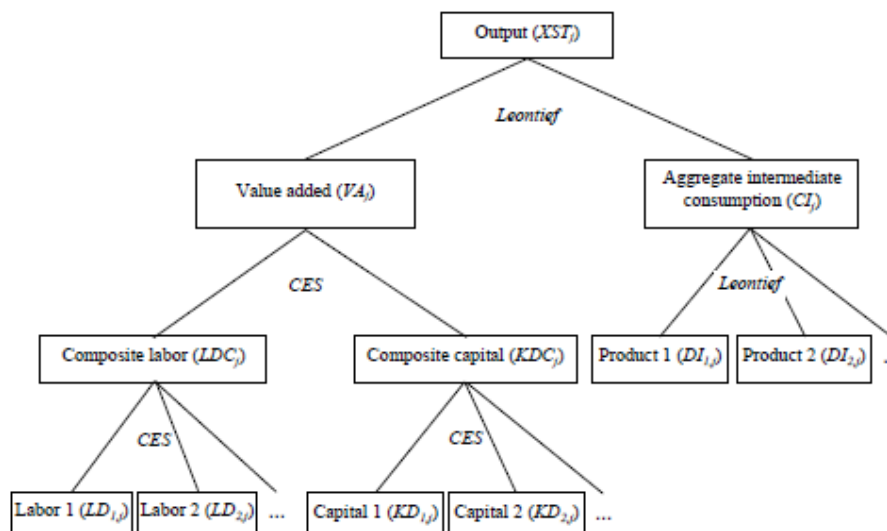 Output (XSTj)
Leontief
Value added (VAj)
Aggregate intermediate
consumption (CIj)
CES
Leontief
Composite labor (LDCj)
Composite capital (KDCj)
Product 1 (DI1,j)
Product 2 (DI2,j)
..
CES
CES
Labor 1 (LD1,j)
Labor 2 (LD2,j)
...
Capital 1 (KD1,j)
Capital 2 (KD2,j)
...